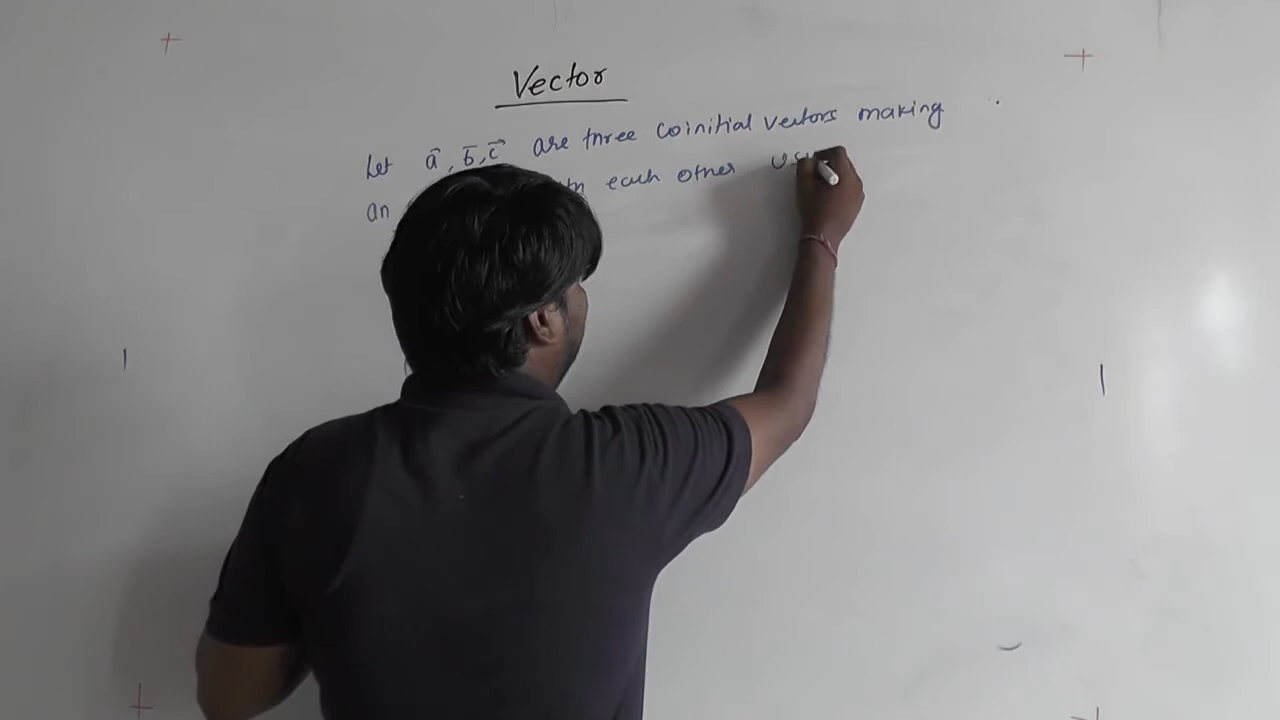 Vector
Let a⃗, b⃗, c⃗ are three coinitial vectors making
an each other